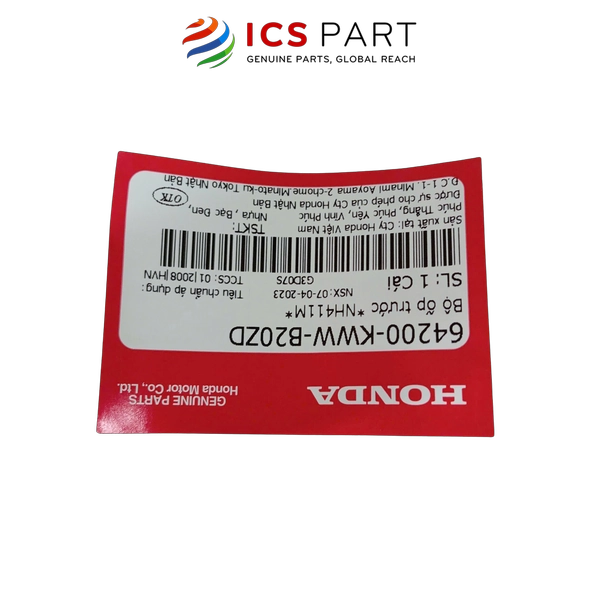 ICS PART
GENUINE PARTS, GLOBAL REACH
HONDA
GENUINE PARTS
Honda Motor Co., Ltd.
64200-KWW-B20ZD
Bộ ốp trước *NH411M*
SL: 1 Cái
NSX:07-04-2023
G3D07S
Tiêu chuẩn áp dụng:
TCCS: 01|2008|HVN
Sản xuất tại: Cty Honda Việt Nam
Phúc Thắng, Phúc Yên, Vĩnh Phúc
Được sự cho phép của Cty Honda Nhật Bản
Đ.C 1-1, Minami Aoyama 2-chome Minato-ku Tokyo Nhật Bản
TSKT:
Nhựa, Bạc Đen,
OTK